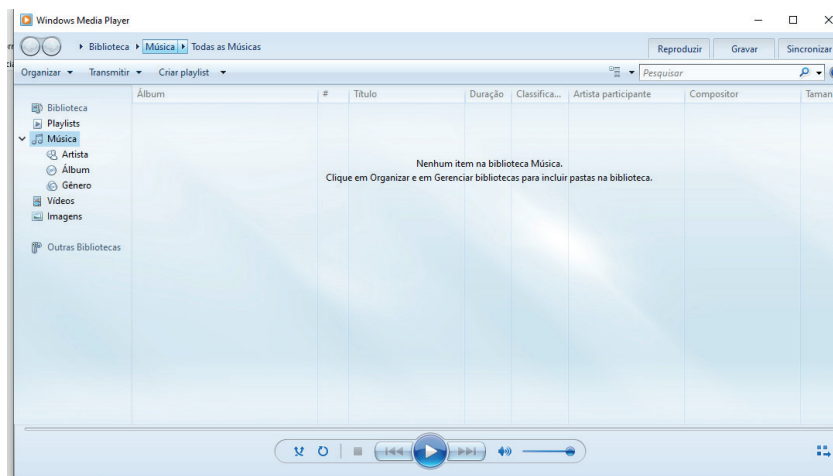 Windows Media Player
Biblioteca Música Todas as Músicas
Reproduzir Gravar Sincronizar
Organizar Transmitir Criar playlist Pesquisar
Álbum # Título Duração Classifica... Artista participante Compositor Taman
Biblioteca
Playlists
Música
Artista
Álbum
Gênero
Vídeos
Imagens
Outras Bibliotecas
Nenhum item na biblioteca Música.
Clique em Organizar e em Gerenciar bibliotecas para incluir pastas na biblioteca.